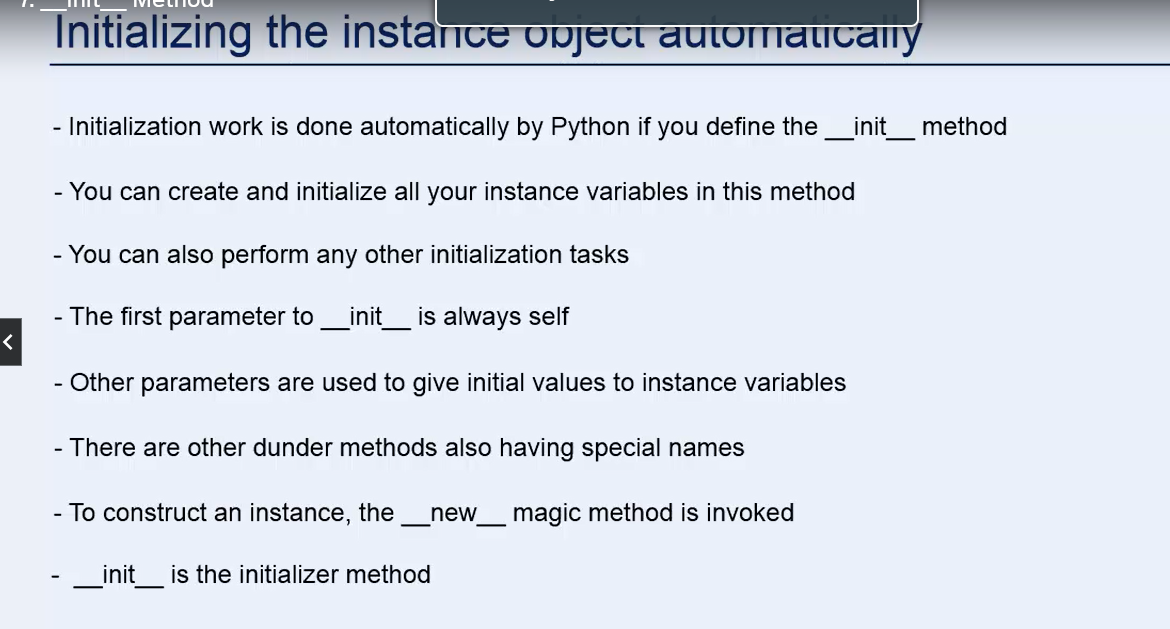 7. __init__ Method
Initializing the instance object automatically
- Initialization work is done automatically by Python if you define the __init__ method
- You can create and initialize all your instance variables in this method
- You can also perform any other initialization tasks
- The first parameter to __init__ is always self
- Other parameters are used to give initial values to instance variables
- There are other dunder methods also having special names
- To construct an instance, the __new__ magic method is invoked
- __init__ is the initializer method